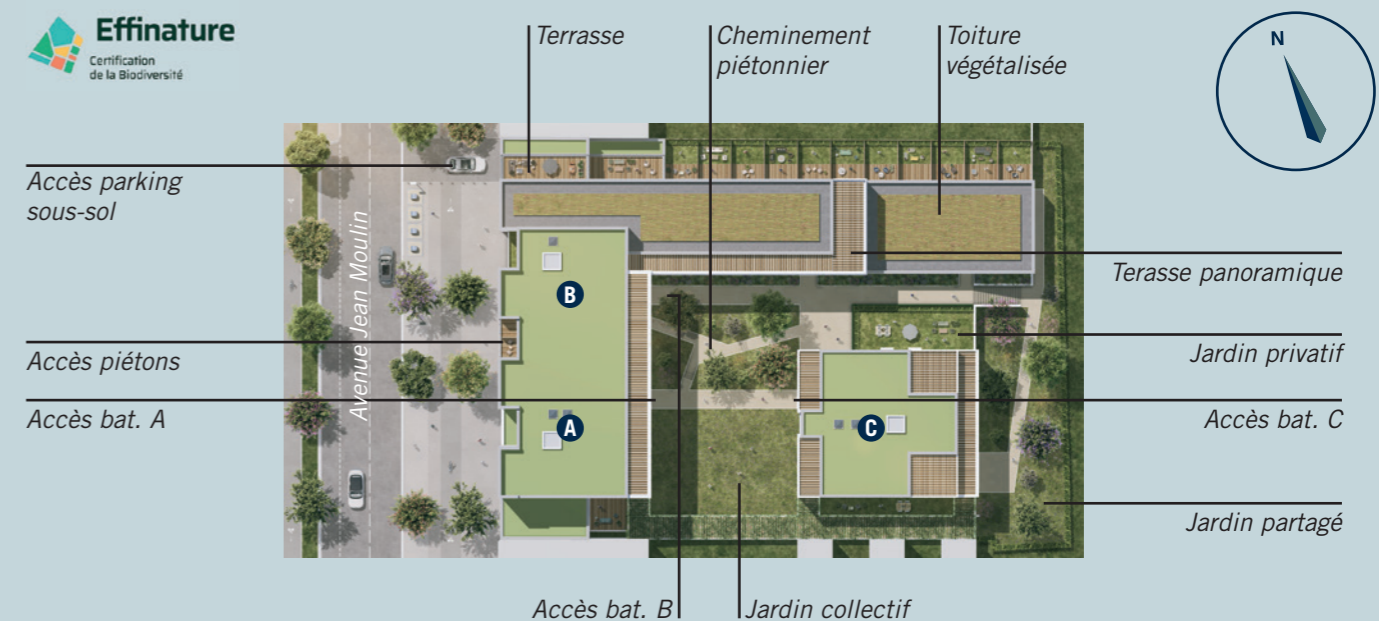 Effinature
Certification
de la Biodiversité
Terrasse
Cheminement
piétonnier
Toiture
végétalisée
N
Accès parking
sous-sol
Avenue Jean Moulin
Terasse panoramique
B
Accès piétons
Jardin privatif
Accès bat. A
A
C
Accès bat. C
Jardin partagé
Accès bat. B
Jardin collectif